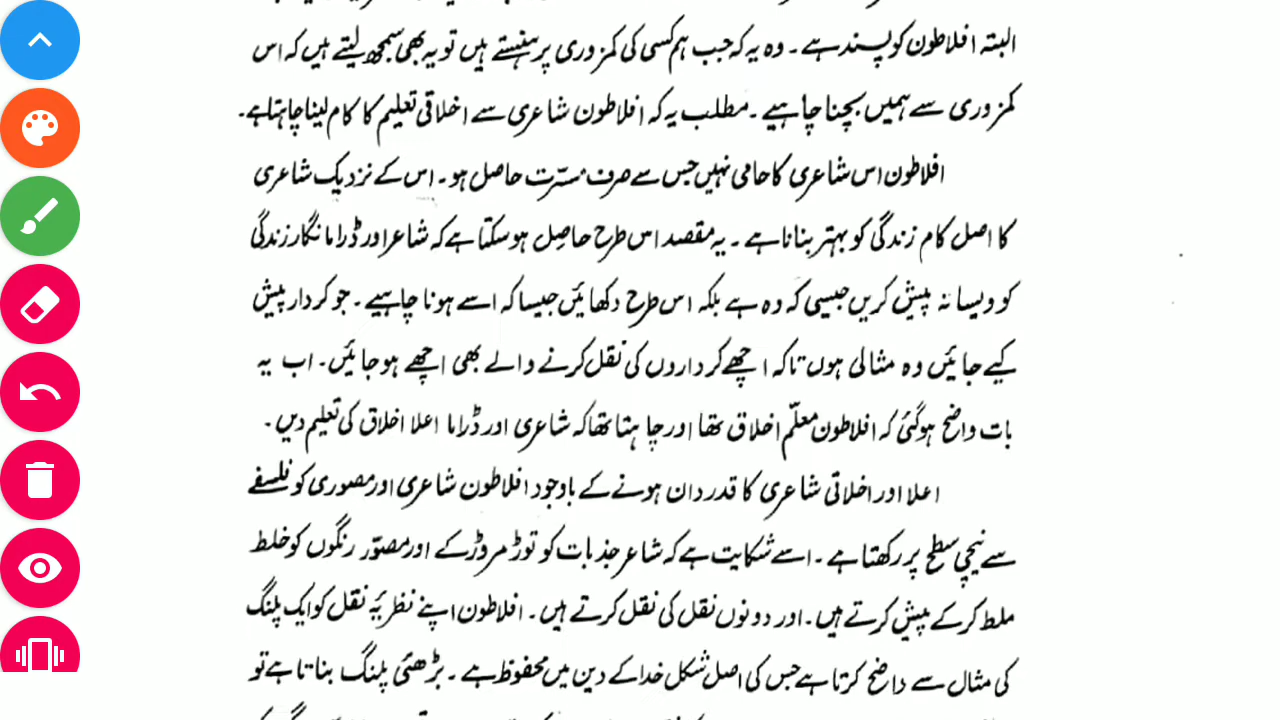 البتہ افلاطون کو پسند ہے ۔ وہ یہ کہ جب ہم کسی کی کمزوری پر ہنستے ہیں تو یہ بھی سمجھ لیتے ہیں کہ اس
کمزوری سے ہمیں بچنا چاہیے ۔ مطلب یہ کہ افلاطون شاعری سے اخلاقی تعلیم کا کام لینا چاہتا ہے ۔
افلاطون اس شاعری کا حامی نہیں جس سے صرف مسرّت حاصل ہو ۔ اس کے نزدیک شاعری
کا اصل کام زندگی کو بہتر بنانا ہے ۔ یہ مقصد اس طرح حاصل ہو سکتا ہے کہ شاعر اور ڈراما نگار زندگی
کو ویسا نہ پیش کریں جیسی کہ وہ ہے بلکہ اس طرح دکھائیں جیسا کہ اسے ہونا چاہیے ۔ جو کردار پیش
کیے جائیں وہ مثالی ہوں تاکہ اچھے کرداروں کی نقل کرنے والے بھی اچھے ہو جائیں ۔ اب یہ
بات واضح ہو گئی کہ افلاطون معلّم اخلاق تھا اور چاہتا تھا کہ شاعری اور ڈراما اعلا اخلاق کی تعلیم دیں ۔
اعلا اور اخلاقی شاعری کا قدردان ہونے کے باوجود افلاطون شاعری اور مصوری کو فلسفے
سے نیچی سطح پر رکھتا ہے ۔ اسے شکایت ہے کہ شاعر جذبات کو توڑ مروڑ کے اور مصوّر رنگوں کو خلط
ملط کر کے پیش کرتے ہیں ۔ اور دونوں نقل کی نقل کرتے ہیں ۔ افلاطون اپنے نظریۂ نقل کو ایک پلنگ
کی مثال سے واضح کرتا ہے جس کی اصل شکل خدا کے دین میں محفوظ ہے ۔ بڑھئی پلنگ بناتا ہے تو